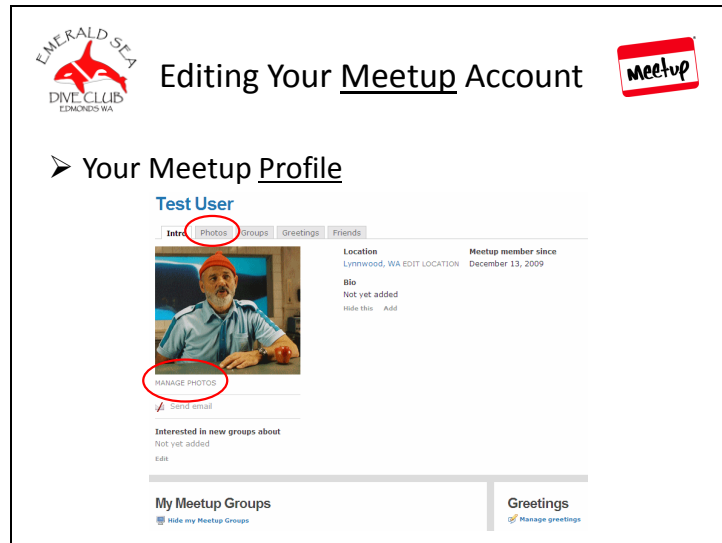 EMERALD SEA
DIVE CLUB
EDMONDS WA
Editing Your Meetup Account
Meetup
➢ Your Meetup Profile
Test User
Intro Photos Groups Greetings Friends
Location
Lynnwood, WA EDIT LOCATION
Meetup member since
December 13, 2009
Bio
Not yet added
Hide this Add
MANAGE PHOTOS
Send email
Interested in new groups about
Not yet added
Edit
My Meetup Groups
Hide my Meetup Groups
Greetings
Manage greetings